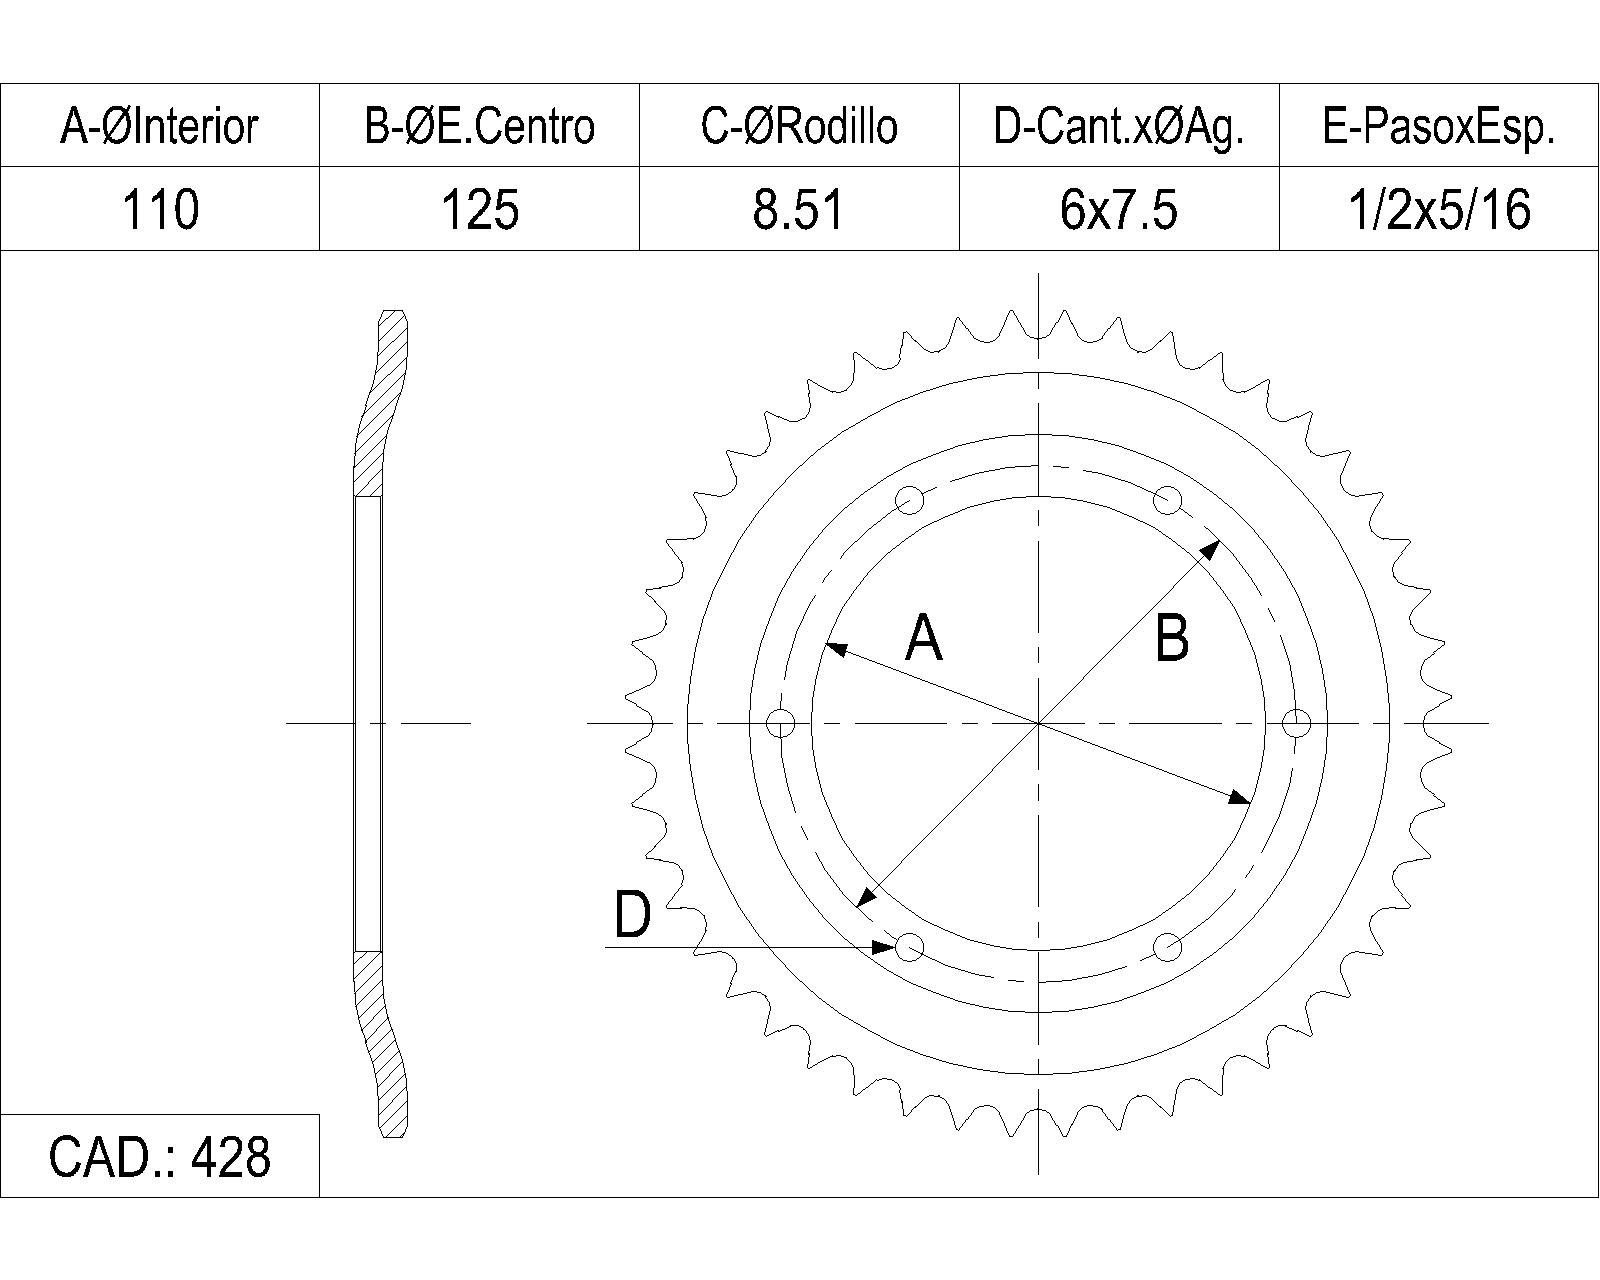 A-ØInterior B-ØE.Centro C-ØRodillo D-Cant.xØAg. E-PasoxEsp.
110 125 8.51 6x7.5 1/2x5/16
A B
D
CAD.: 428